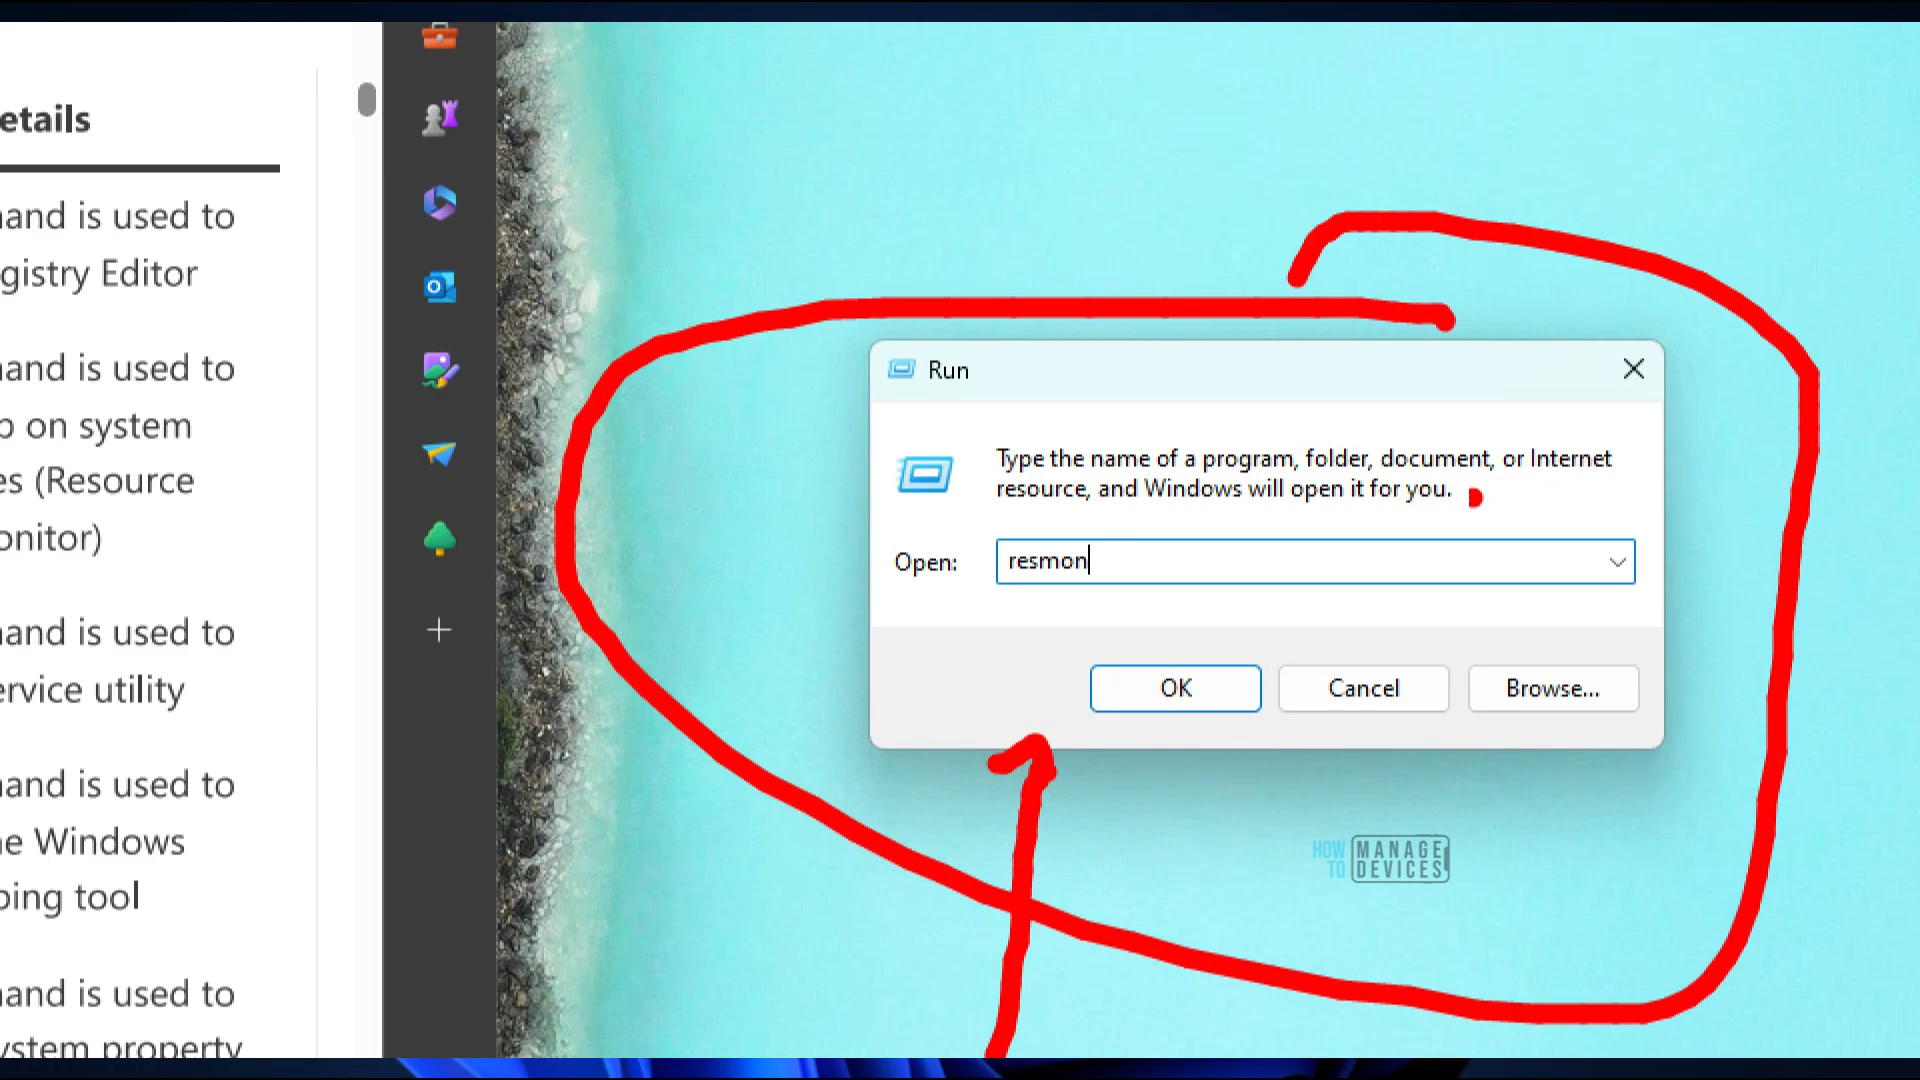 etails
and is used to
gistry Editor
and is used to
on system
es (Resource
onitor)
and is used to
ervice utility
and is used to
e Windows
ping tool
and is used to
ystem property
Run
Type the name of a program, folder, document, or Internet
resource, and Windows will open it for you.
Open: resmon
OK Cancel Browse...
HOW TO
MANAGE
DEVICES